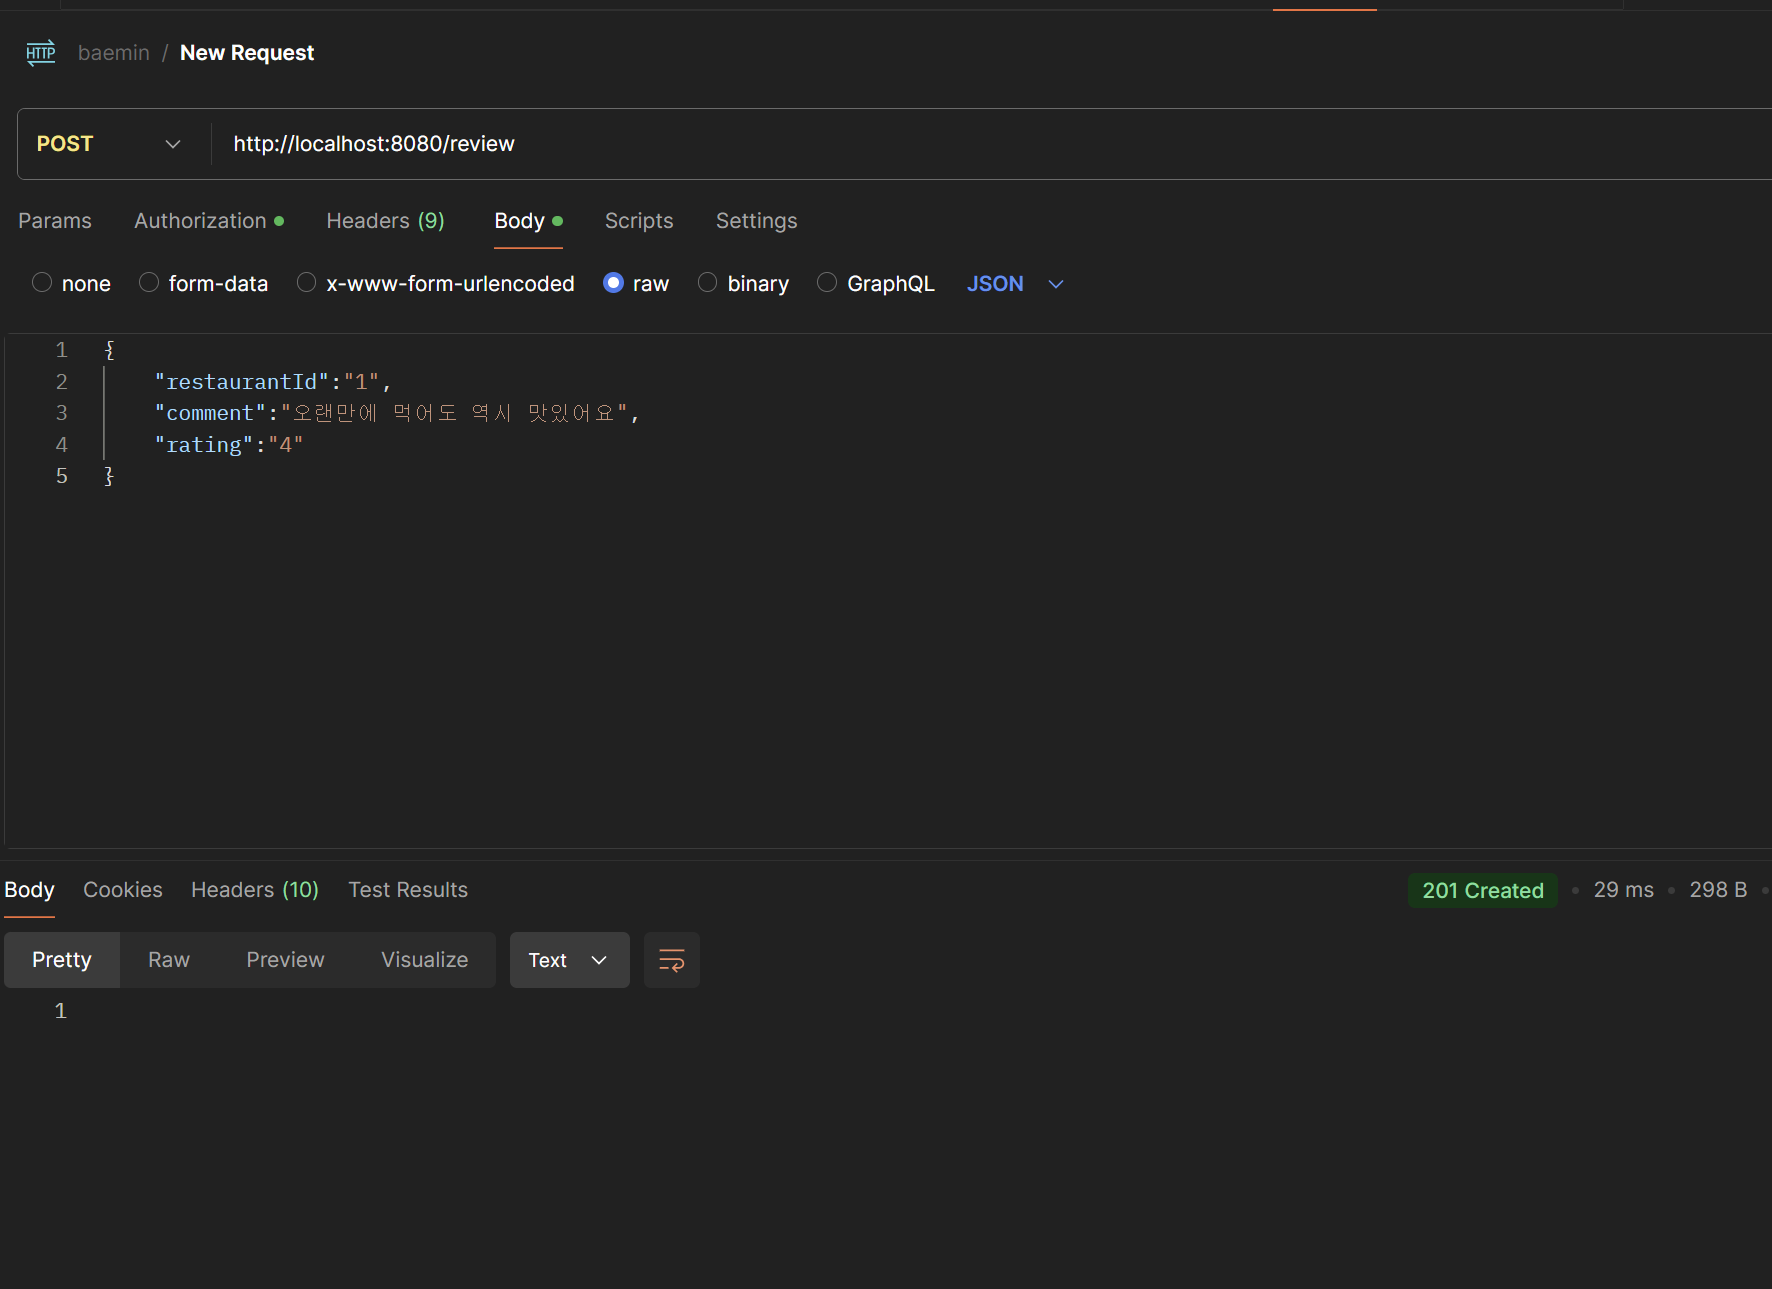 HTTP baemin / New Request
POST http://localhost:8080/review
Params Authorization Headers (9) Body Scripts Settings
none form-data x-www-form-urlencoded raw binary GraphQL JSON
1 {
2 "restaurantId":"1",
3 "comment":"오랜만에 먹어도 역시 맛있어요",
4 "rating":"4"
5 }
Body Cookies Headers (10) Test Results 201 Created • 29 ms • 298 B •
Pretty Raw Preview Visualize Text
1